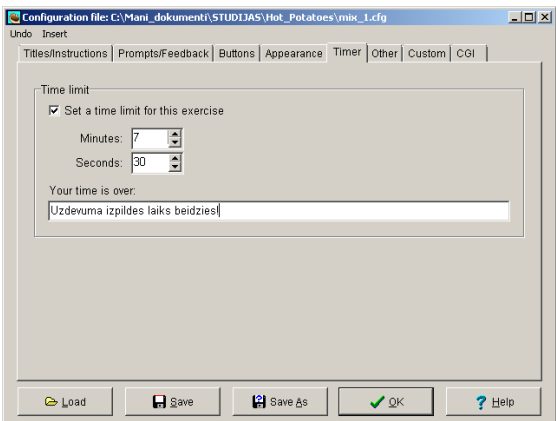 Configuration file: C:\Mani_dokumenti\STUDIJAS\Hot_Potatoes\mix_1.cfg
Undo Insert
Titles/Instructions Prompts/Feedback Buttons Appearance Timer Other Custom CGI
Time limit
Set a time limit for this exercise
Minutes: 7
Seconds: 30
Your time is over:
Uzdevuma izpildes laiks beidzies!
Load Save Save As OK Help